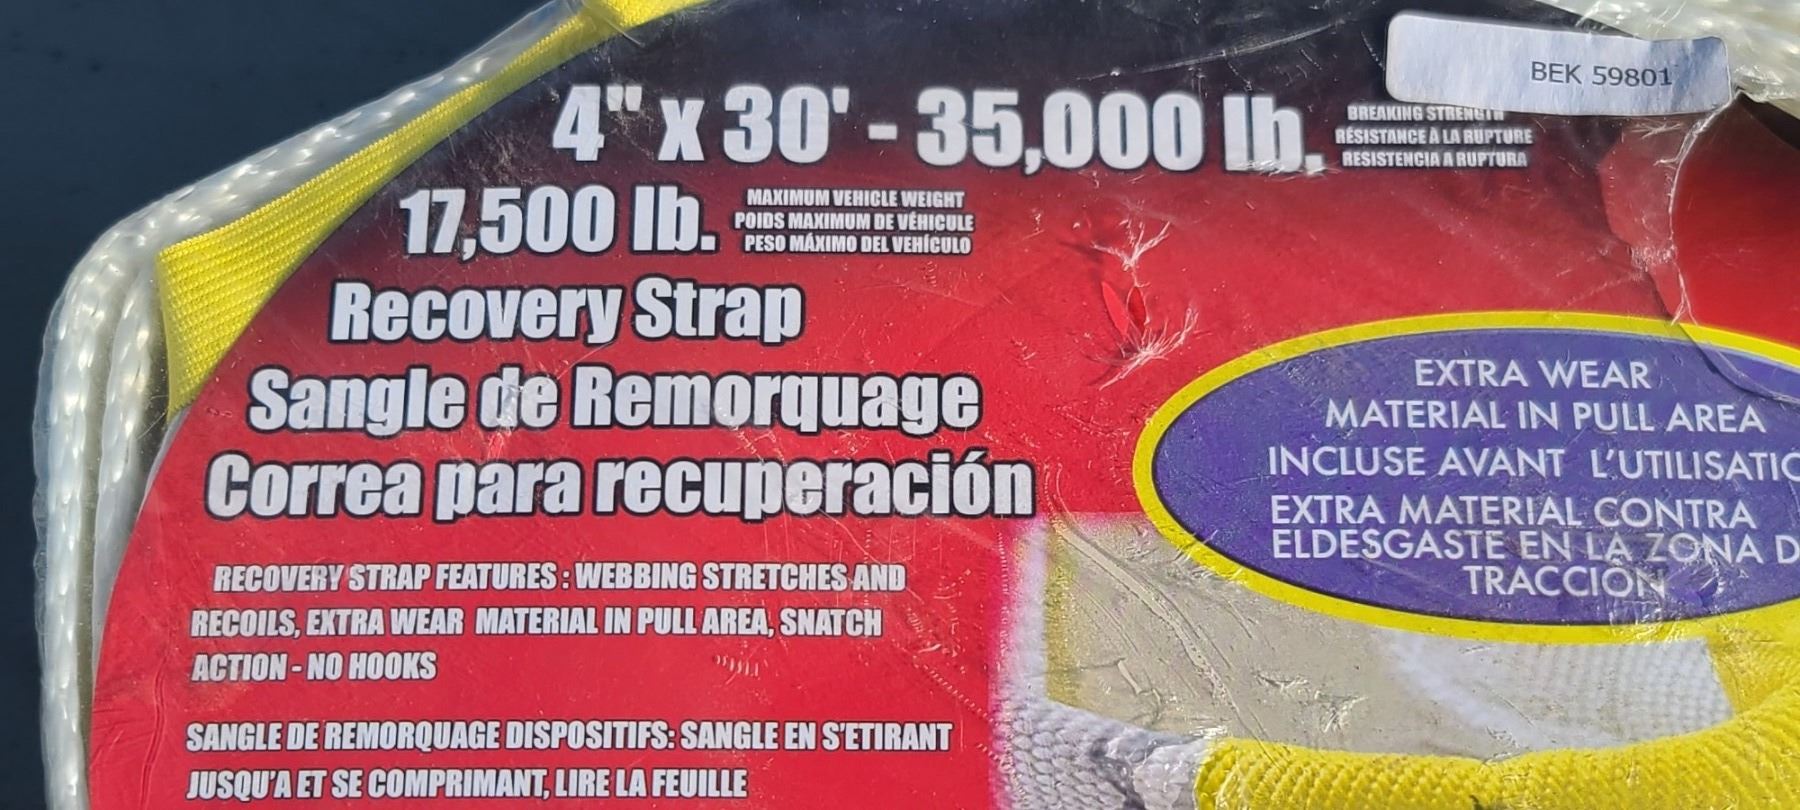 BEK 59801
4" x 30' - 35,000 lb.
BREAKING STRENGTH
RÉSISTANCE À LA RUPTURE
RESISTENCIA A RUPTURA
17,500 lb.
MAXIMUM VEHICLE WEIGHT
POIDS MAXIMUM DE VÉHICULE
PESO MÁXIMO DEL VEHÍCULO
Recovery Strap
Sangle de Remorquage
Correa para recuperación
EXTRA WEAR
MATERIAL IN PULL AREA
INCLUSE AVANT L'UTILISATIO
EXTRA MATERIAL CONTRA
ELDESGASTE EN LA ZONA D
TRACCIÓN
RECOVERY STRAP FEATURES : WEBBING STRETCHES AND
RECOILS, EXTRA WEAR MATERIAL IN PULL AREA, SNATCH
ACTION - NO HOOKS
SANGLE DE REMORQUAGE DISPOSITIFS: SANGLE EN S'ETIRANT
JUSQU'A ET SE COMPRIMANT, LIRE LA FEUILLE